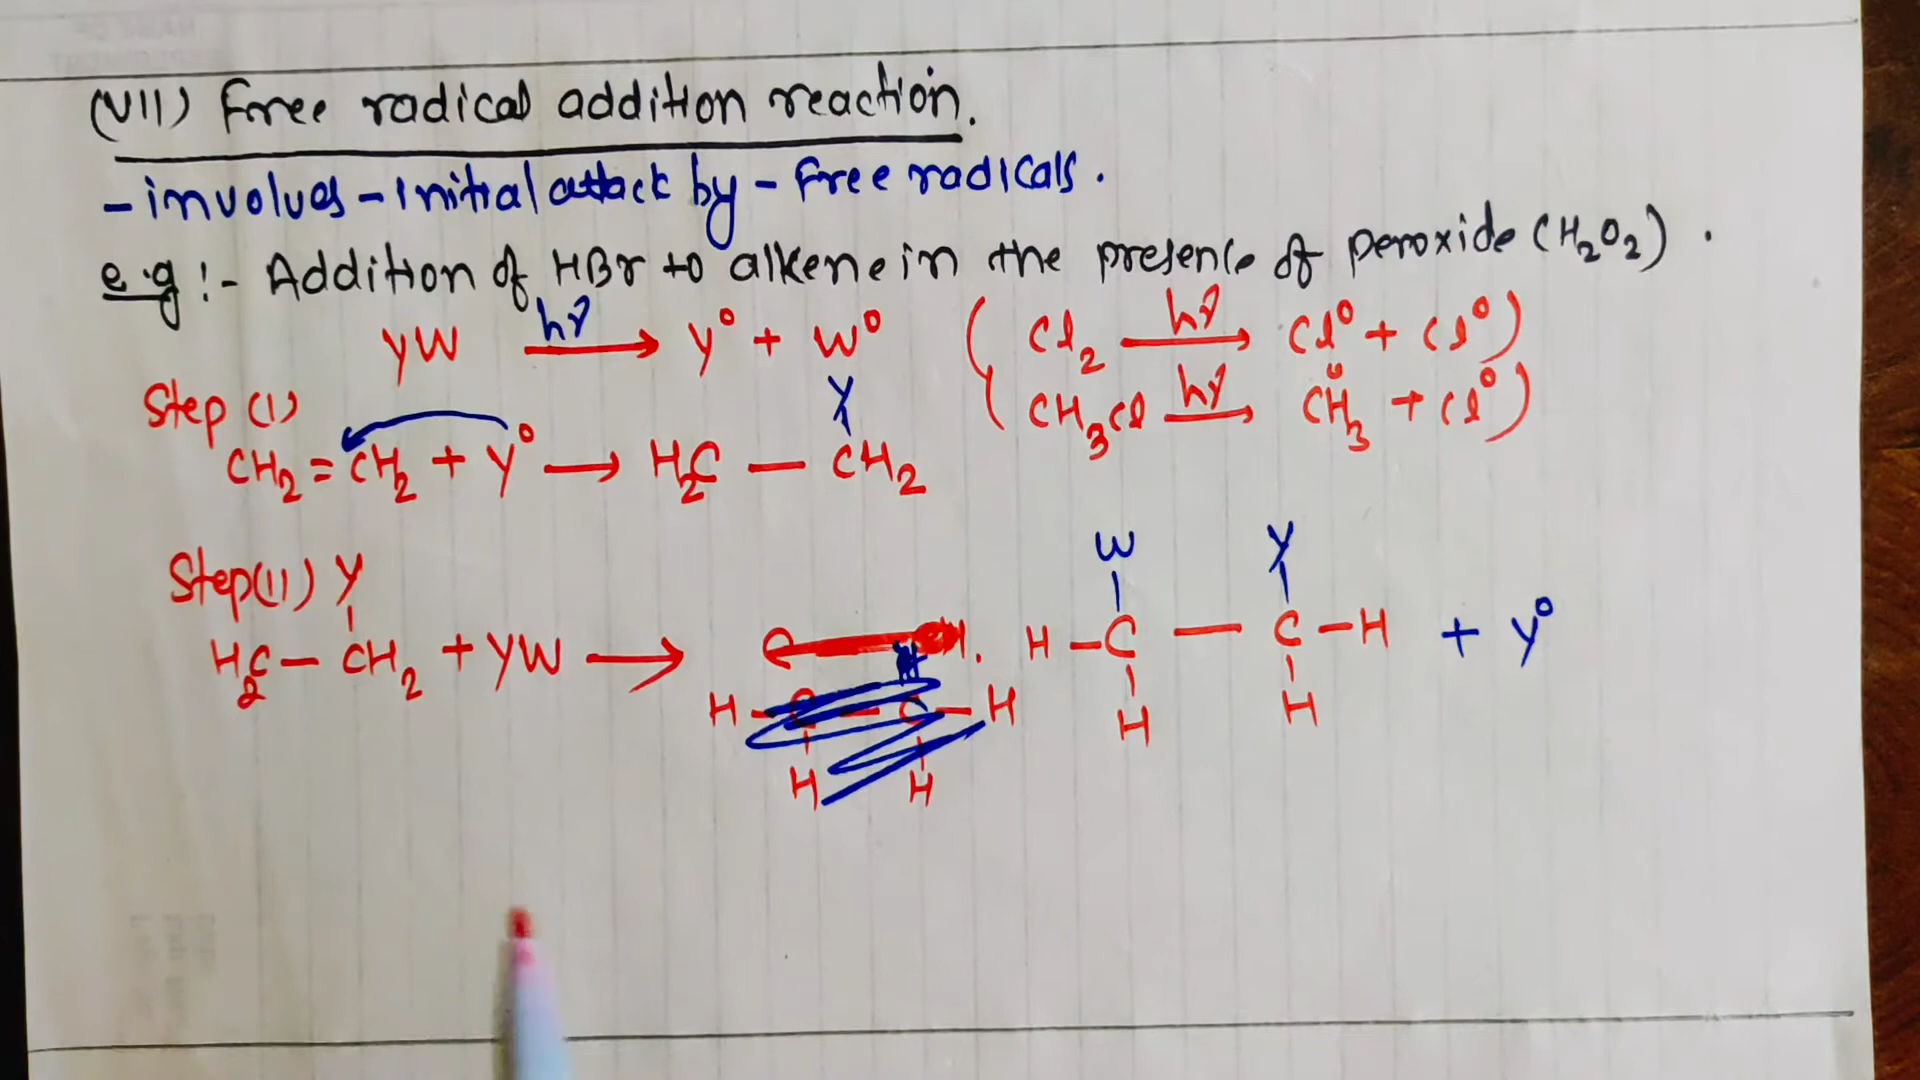 (VII) Free radical addition reaction.
- involves - Initial attack by - Free radicals.
e.g :- Addition of HBr to alkene in the presence of peroxide (H2O2).
YW hν → Y° + W° ( Cl2 hν → Cl° + Cl° )
( CH3Cl hν → CH3° + Cl° )
Step (I)
Y
CH2 = CH2 + Y° → H2C — CH2
Step (II) Y
H2C — CH2 + YW →
W Y
H — C — C — H + Y°
H H
H H
H H